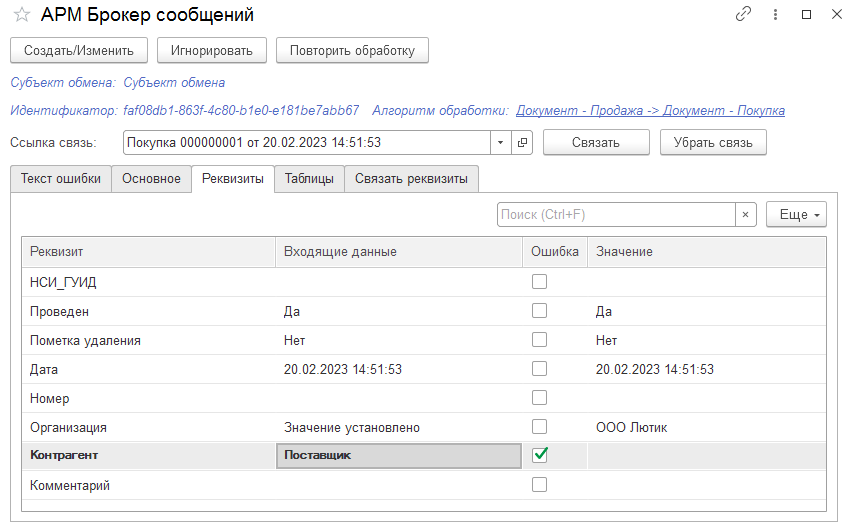 АРМ Брокер сообщений
Создать/Изменить Игнорировать Повторить обработку
Субъект обмена: Субъект обмена
Идентификатор: faf08db1-863f-4c80-b1e0-e181be7abb67 Алгоритм обработки: Документ - Продажа -> Документ - Покупка
Ссылка связь: Покупка 000000001 от 20.02.2023 14:51:53 Связать Убрать связь
Текст ошибки Основное Реквизиты Таблицы Связать реквизиты
Поиск (Ctrl+F) × Еще
Реквизит Входящие данные Ошибка Значение
НСИ_ГУИД
Проведен Да Да
Пометка удаления Нет Нет
Дата 20.02.2023 14:51:53 20.02.2023 14:51:53
Номер
Организация Значение установлено ООО Лютик
Контрагент Поставщик
Комментарий